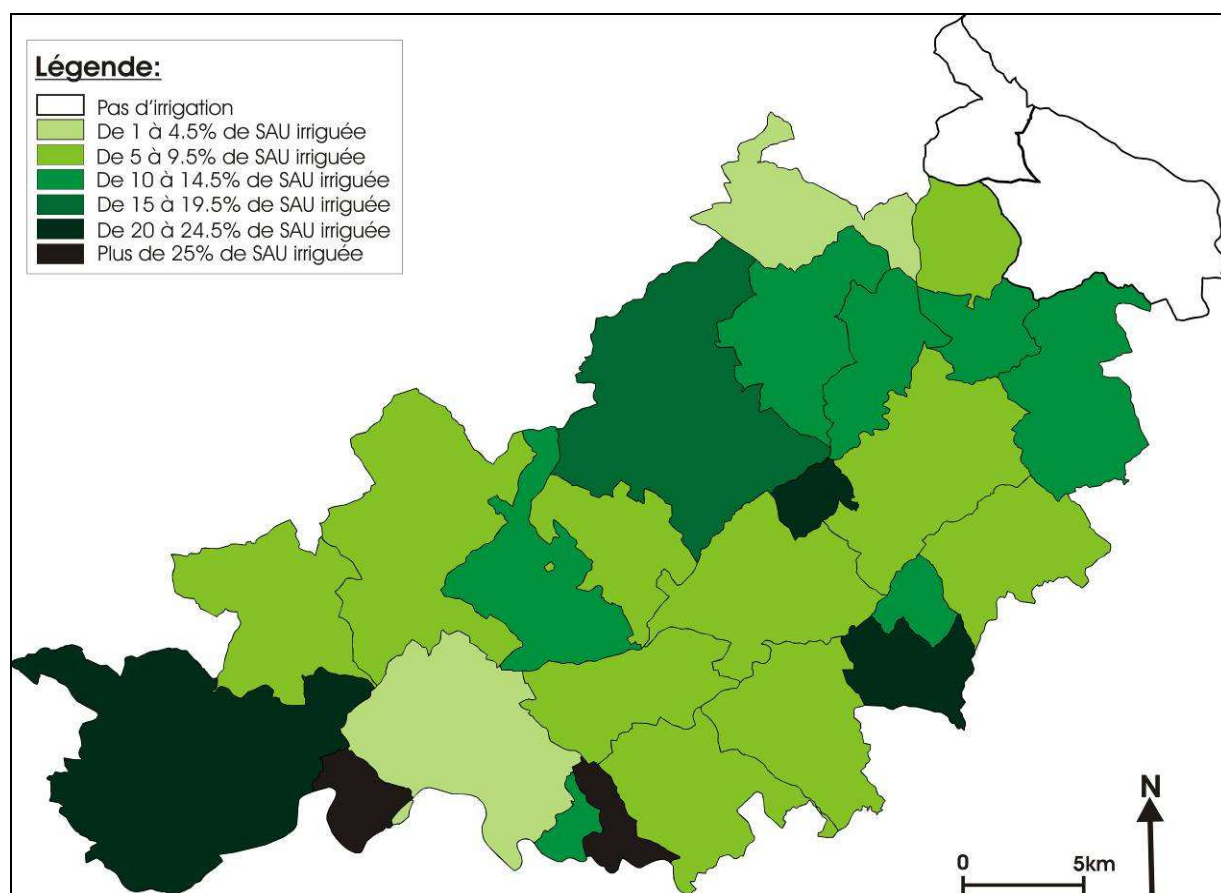 Légende:
Pas d'irrigation
De 1 à 4.5% de SAU irriguée
De 5 à 9.5% de SAU irriguée
De 10 à 14.5% de SAU irriguée
De 15 à 19.5% de SAU irriguée
De 20 à 24.5% de SAU irriguée
Plus de 25% de SAU irriguée
N
0 5km